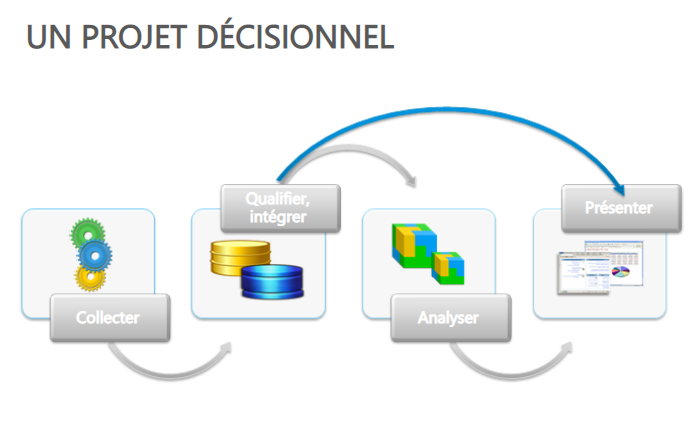 UN PROJET DÉCISIONNEL
Qualifier,
intégrer
Présenter
Collecter
Analyser